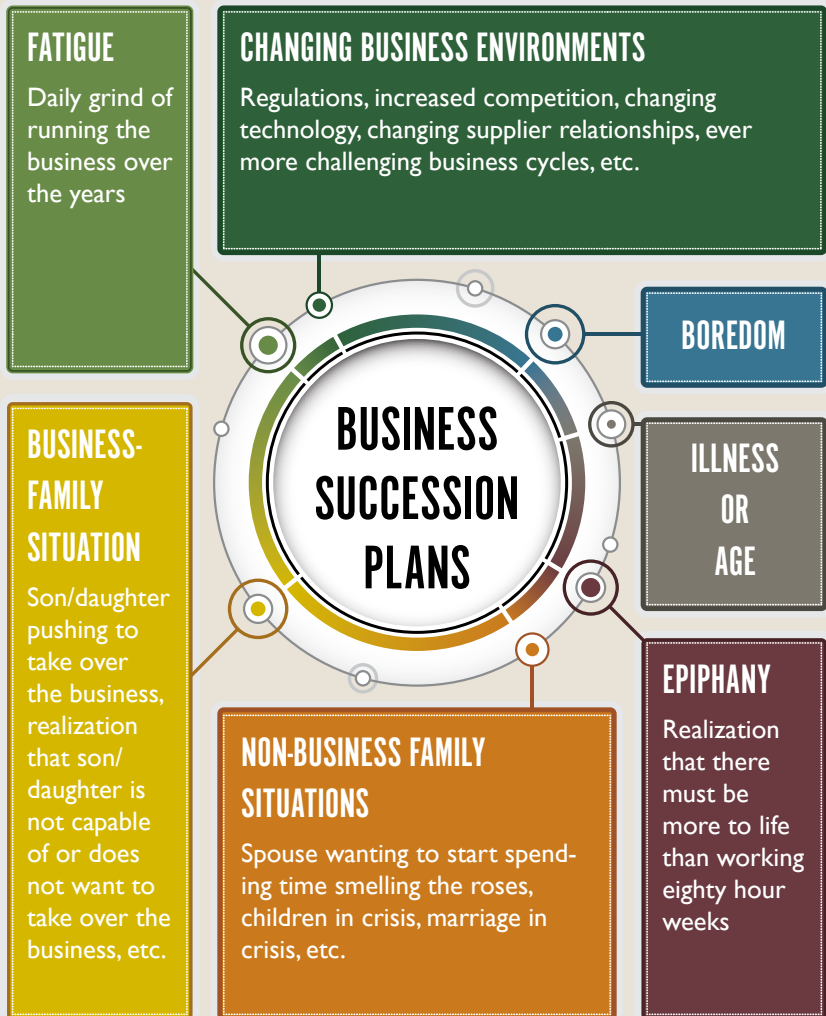 FATIGUE
Daily grind of
running the
business over
the years
CHANGING BUSINESS ENVIRONMENTS
Regulations, increased competition, changing
technology, changing supplier relationships, ever
more challenging business cycles, etc.
BOREDOM
BUSINESS
SUCCESSION
PLANS
ILLNESS
OR
AGE
BUSINESS-
FAMILY
SITUATION
Son/daughter
pushing to
take over
the business,
realization
that son/
daughter is
not capable
of or does
not want to
take over the
business, etc.
NON-BUSINESS FAMILY
SITUATIONS
Spouse wanting to start spend-
ing time smelling the roses,
children in crisis, marriage in
crisis, etc.
EPIPHANY
Realization
that there
must be
more to life
than working
eighty hour
weeks